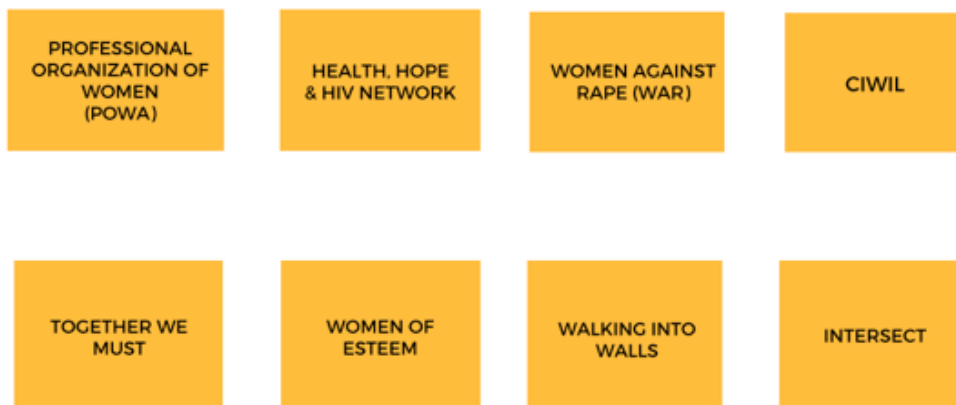 PROFESSIONAL
ORGANIZATION OF
WOMEN
(POWA)
HEALTH, HOPE
& HIV NETWORK
WOMEN AGAINST
RAPE (WAR)
CIWIL
TOGETHER WE
MUST
WOMEN OF
ESTEEM
WALKING INTO
WALLS
INTERSECT